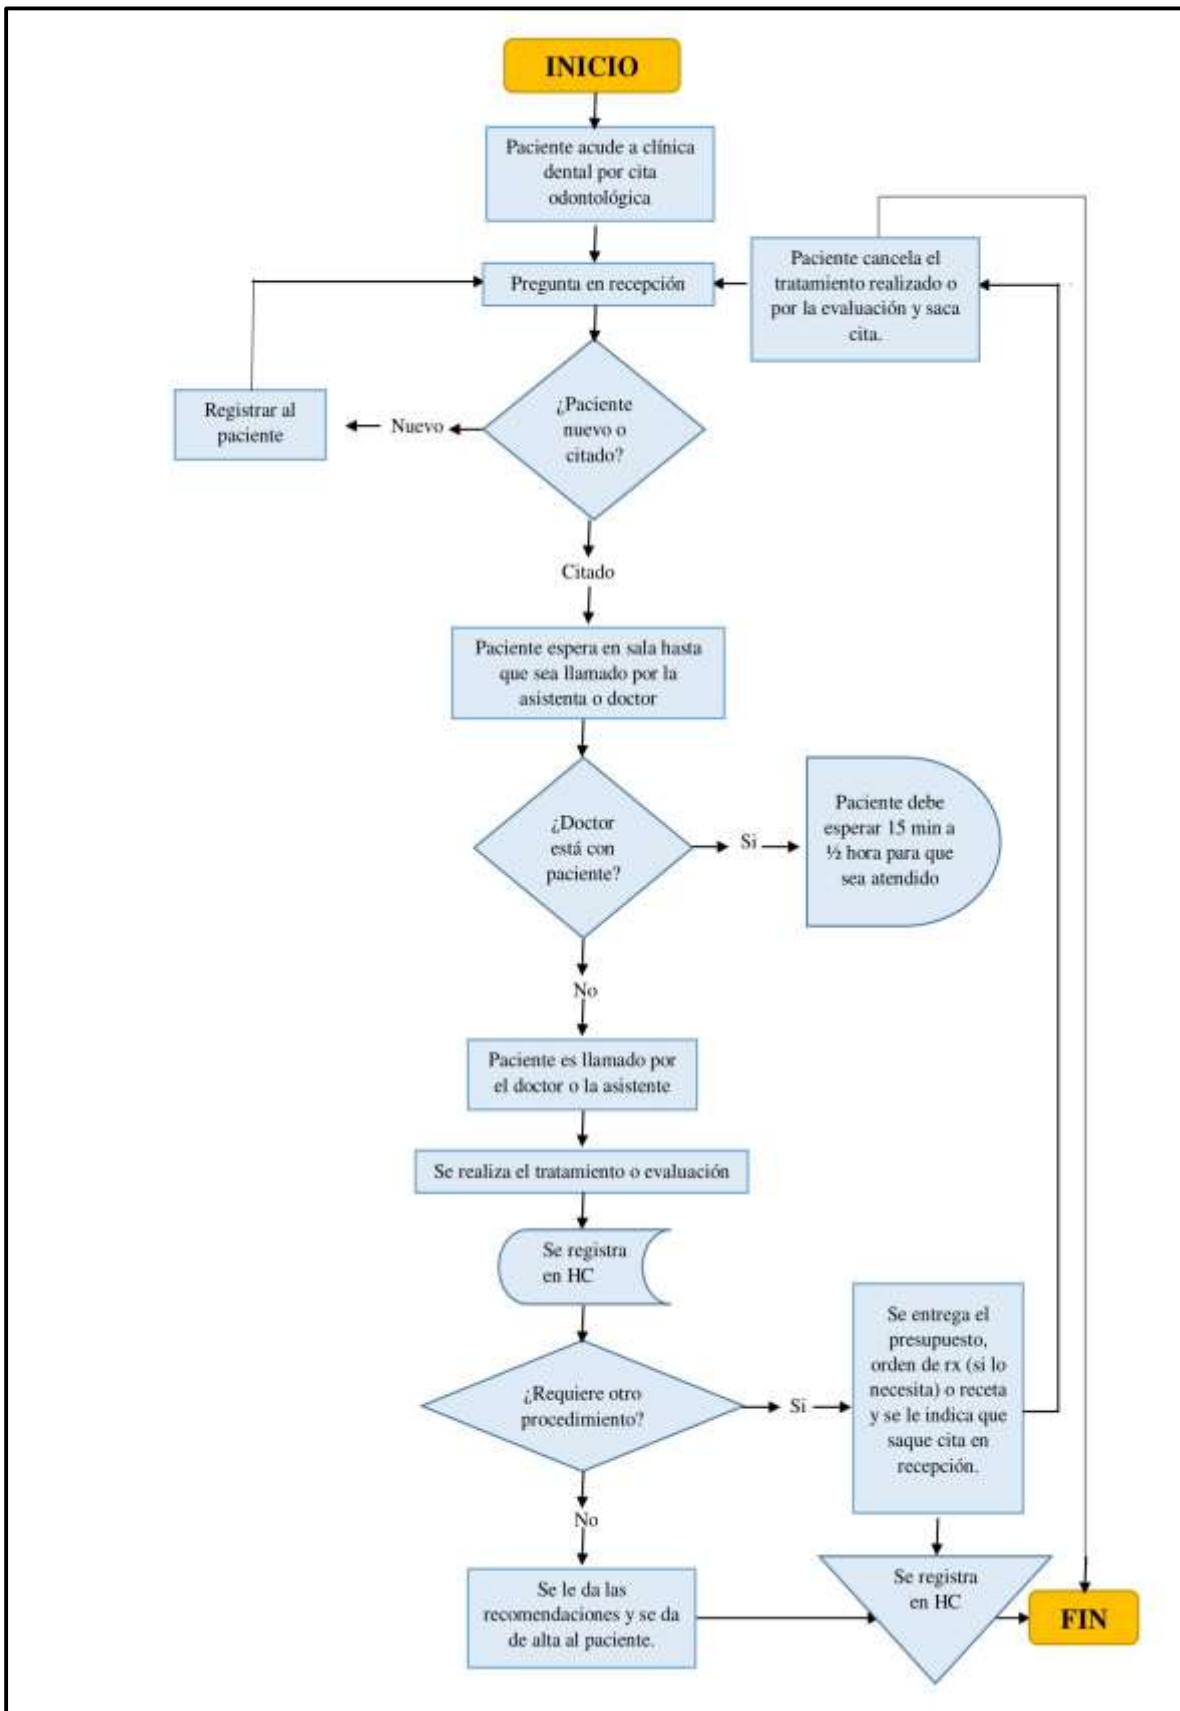 INICIO
Paciente acude a clínica
dental por cita
odontológica
Pregunta en recepción
Paciente cancela el
tratamiento realizado o
por la evaluación y saca
cita.
Registrar al
paciente
Nuevo
¿Paciente
nuevo o
citado?
Citado
Paciente espera en sala hasta
que sea llamado por la
asistenta o doctor
¿Doctor
está con
paciente?
Si
Paciente debe
esperar 15 min a
½ hora para que
sea atendido
No
Paciente es llamado por
el doctor o la asistente
Se realiza el tratamiento o evaluación
Se registra
en HC
¿Requiere otro
procedimiento?
Si
Se entrega el
presupuesto,
orden de rx (si lo
necesita) o receta
y se le indica que
saque cita en
recepción.
No
Se le da las
recomendaciones y se da
de alta al paciente.
Se registra
en HC
FIN